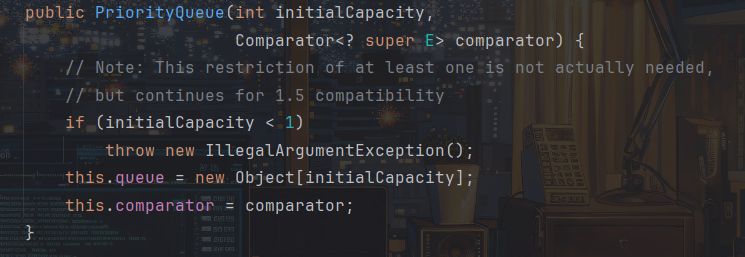 public PriorityQueue(int initialCapacity,
                     Comparator<? super E> comparator) {
    // Note: This restriction of at least one is not actually needed,
    // but continues for 1.5 compatibility
    if (initialCapacity < 1)
        throw new IllegalArgumentException();
    this.queue = new Object[initialCapacity];
    this.comparator = comparator;
}